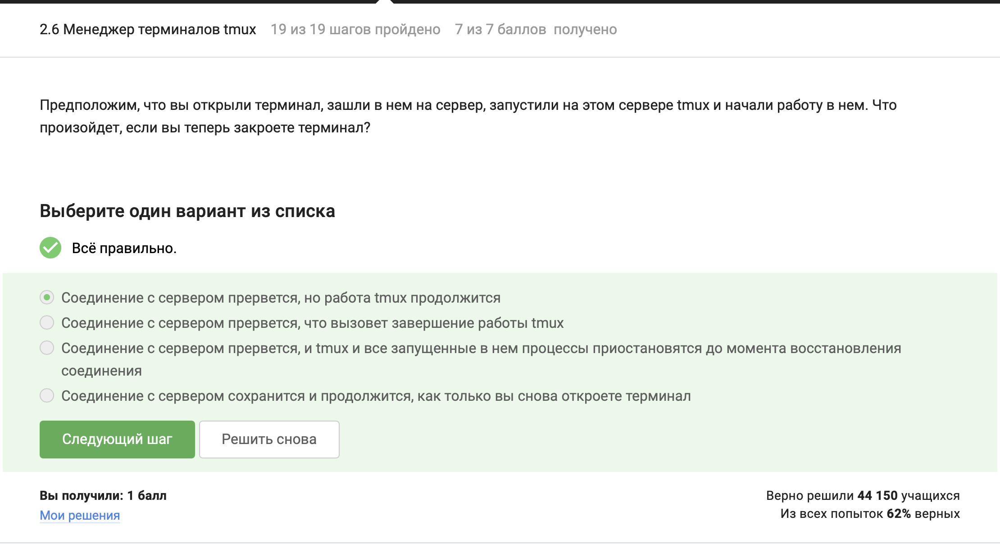 2.6 Менеджер терминалов tmux 19 из 19 шагов пройдено 7 из 7 баллов получено
Предположим, что вы открыли терминал, зашли в нем на сервер, запустили на этом сервере tmux и начали работу в нем. Что
произойдет, если вы теперь закроете терминал?
Выберите один вариант из списка
Всё правильно.
Соединение с сервером прервется, но работа tmux продолжится
Соединение с сервером прервется, что вызовет завершение работы tmux
Соединение с сервером прервется, и tmux и все запущенные в нем процессы приостановятся до момента восстановления
соединения
Соединение с сервером сохранится и продолжится, как только вы снова откроете терминал
Следующий шаг Решить снова
Вы получили: 1 балл
Мои решения
Верно решили 44 150 учащихся
Из всех попыток 62% верных